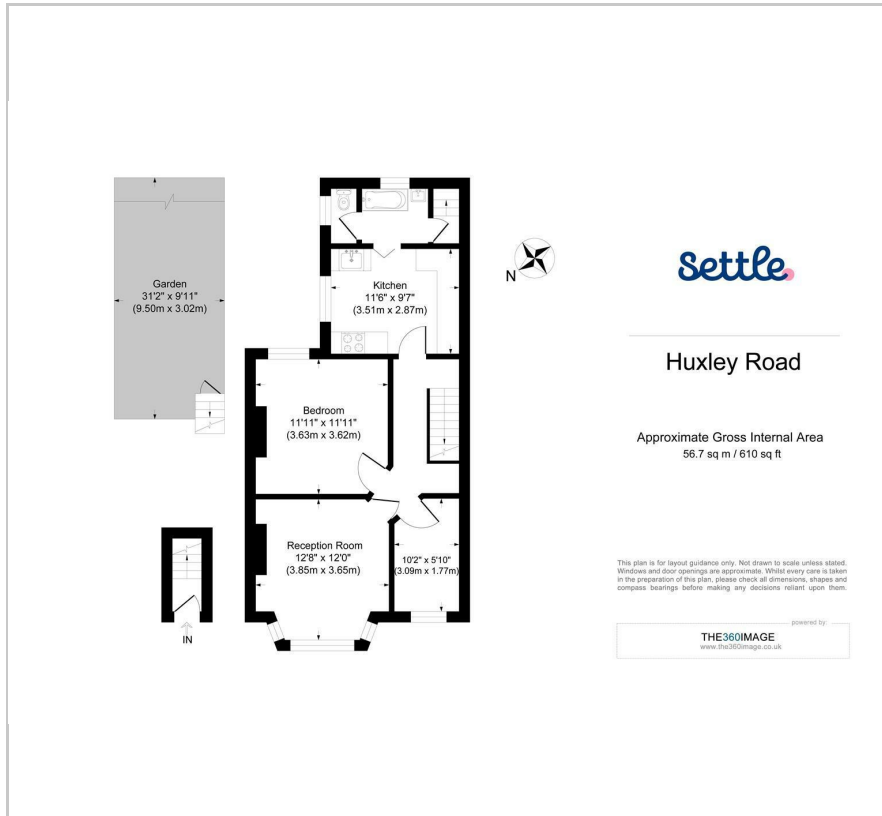 Garden
31'2" x 9'11"
(9.50m x 3.02m)
Kitchen
11'6" x 9'7"
(3.51m x 2.87m)
Bedroom
11'11" x 11'11"
(3.63m x 3.62m)
Reception Room
12'8" x 12'0"
(3.85m x 3.65m)
10'2" x 5'10"
(3.09m x 1.77m)
IN
N
Settle
Huxley Road
Approximate Gross Internal Area
56.7 sq m / 610 sq ft
This plan is for layout guidance only. Not drawn to scale unless stated.
Windows and door openings are approximate. Whilst every care is taken
in the preparation of this plan, please check all dimensions, shapes and
compass bearings before making any decisions reliant upon them.
powered by:
THE360IMAGE
www.the360image.co.uk